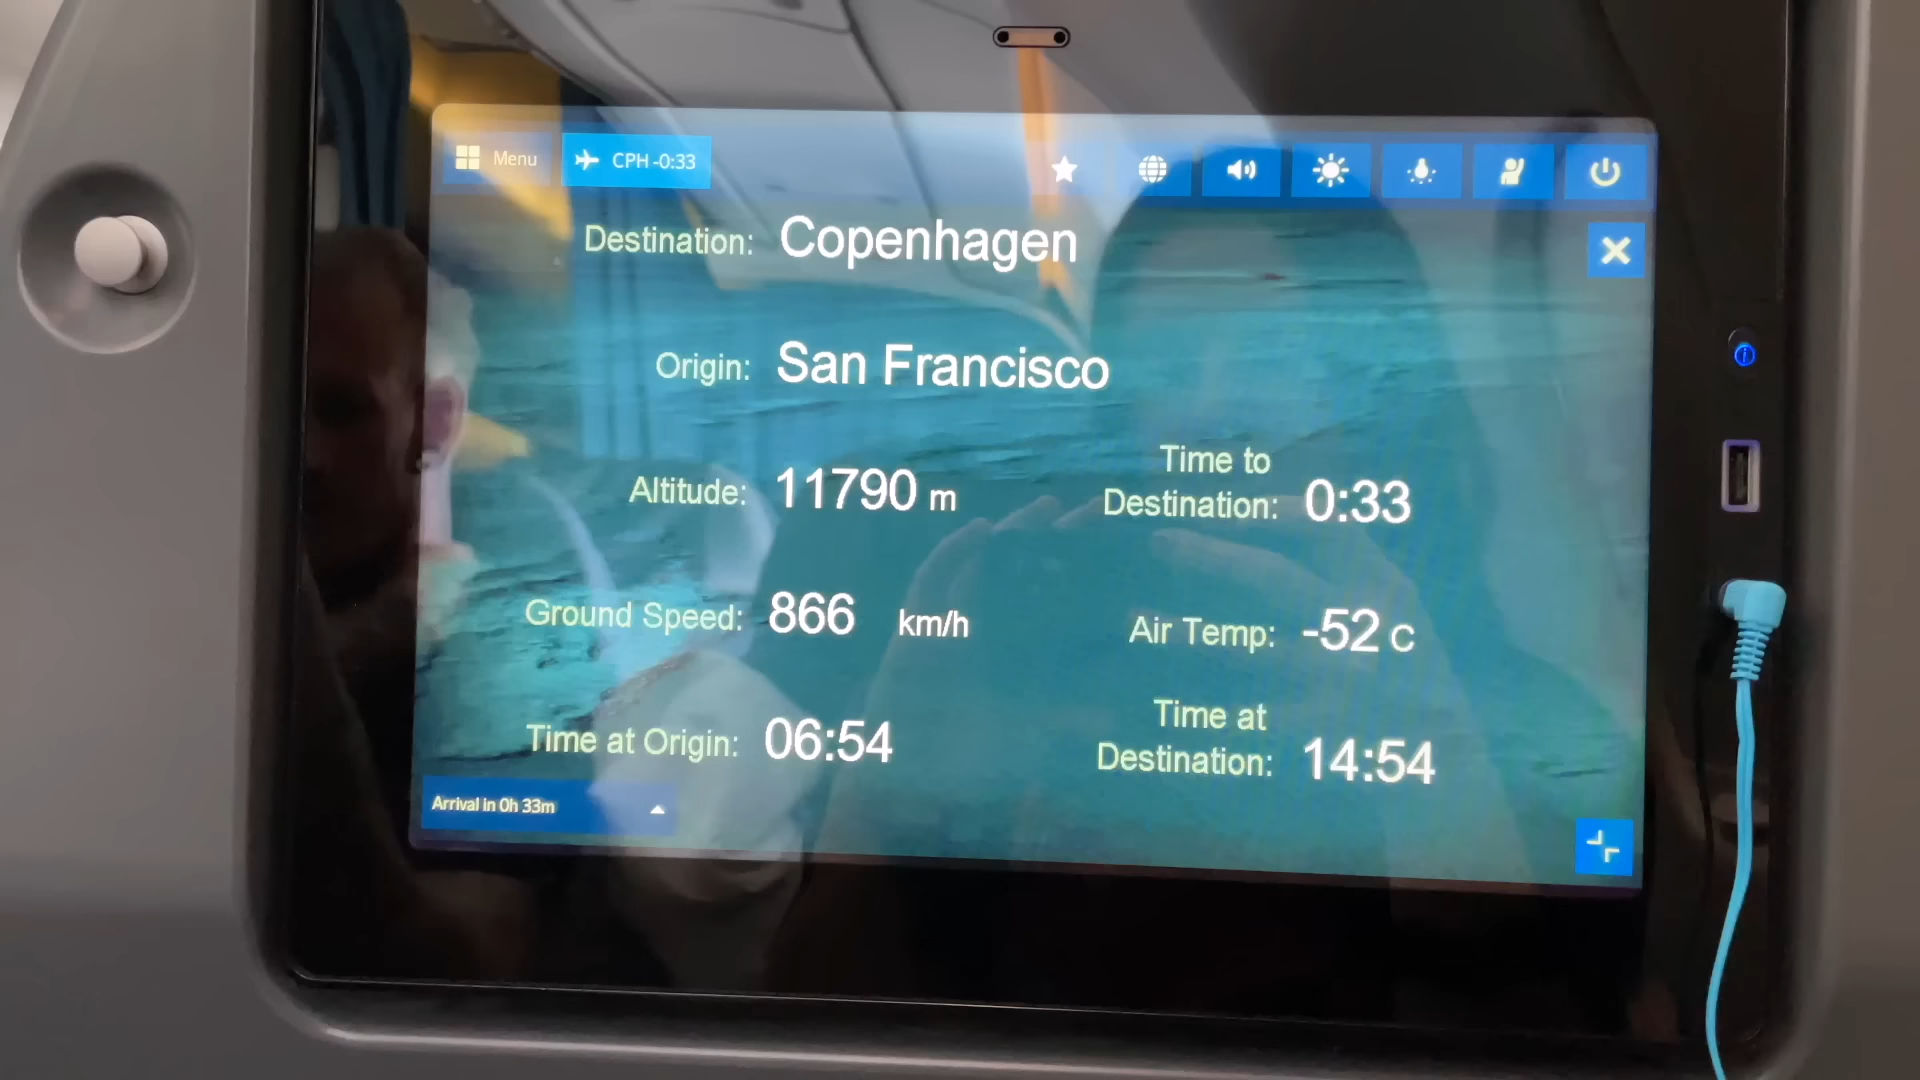 Menu
CPH -0:33
Destination: Copenhagen
Origin: San Francisco
Altitude: 11790 m
Time to
Destination: 0:33
Ground Speed: 866 km/h
Air Temp: -52 C
Time at Origin: 06:54
Time at
Destination: 14:54
Arrival in 0h 33m